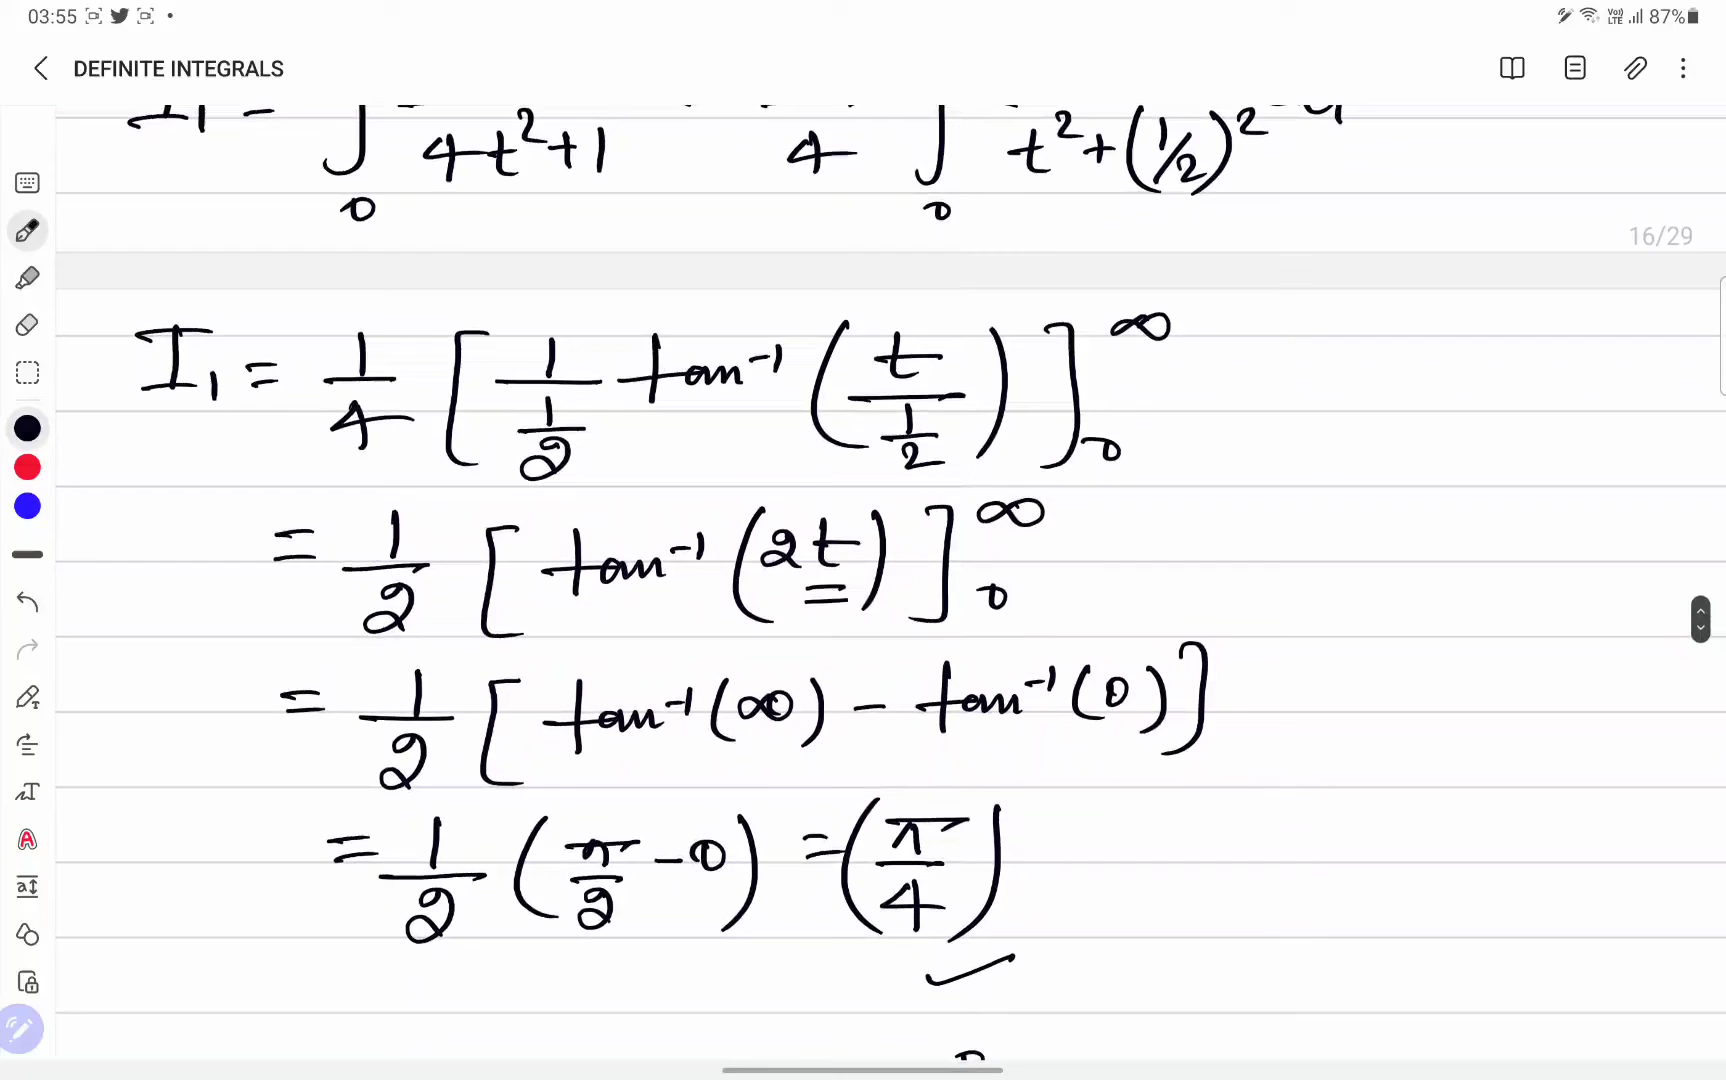 03:55 87%
DEFINITE INTEGRALS
I₁ = ∫₀ 4t²+1 4 ∫₀ t²+(1/2)²
16/29
I₁ = 1/4 [ 1/(1/2) tan⁻¹ ( t/(1/2) ) ]₀^∞
= 1/2 [ tan⁻¹ (2t) ]₀^∞
= 1/2 [ tan⁻¹(∞) - tan⁻¹(0) ]
= 1/2 ( π/2 - 0 ) = ( π/4 )